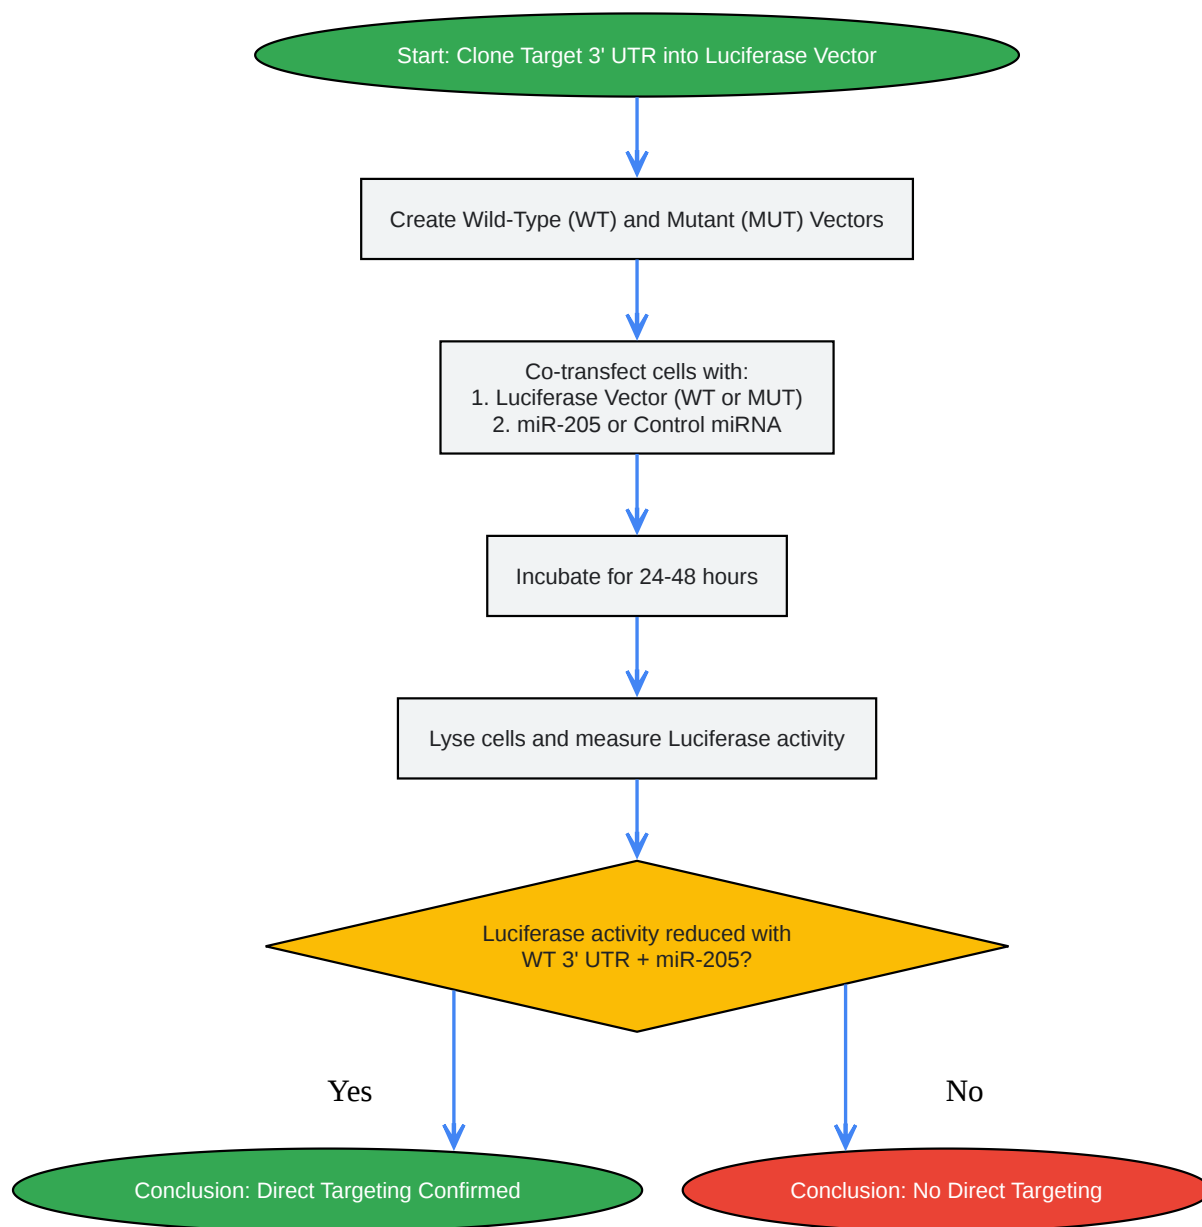 Start: Clone Target 3' UTR into Luciferase Vector
Create Wild-Type (WT) and Mutant (MUT) Vectors
Co-transfect cells with:
1. Luciferase Vector (WT or MUT)
2. miR-205 or Control miRNA
Incubate for 24-48 hours
Lyse cells and measure Luciferase activity
Luciferase activity reduced with
WT 3' UTR + miR-205?
Yes
No
Conclusion: Direct Targeting Confirmed
Conclusion: No Direct Targeting